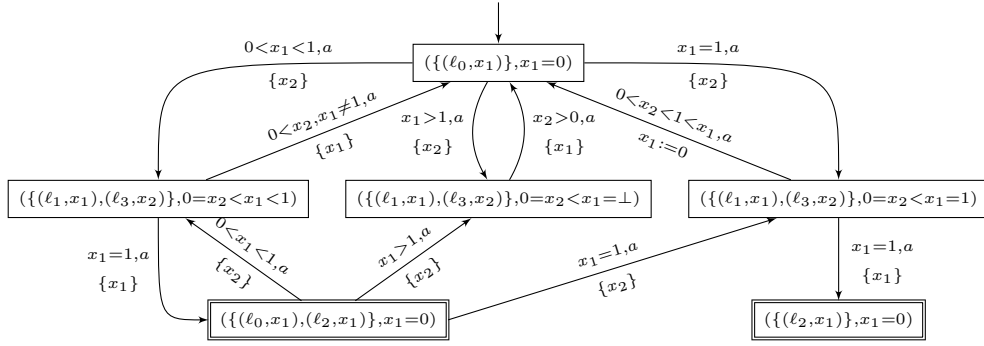 0<x₁<1,a
{x₂}
({(ℓ₀,x₁)},x₁=0)
x₁=1,a
{x₂}
0<x₂,x₁≠1,a
{x₁}
x₁>1,a
{x₂}
x₂>0,a
{x₁}
0<x₂<1<x₁,a
x₁:=0
({(ℓ₁,x₁),(ℓ₃,x₂)},0=x₂<x₁<1)
({(ℓ₁,x₁),(ℓ₃,x₂)},0=x₂<x₁=⊥)
({(ℓ₁,x₁),(ℓ₃,x₂)},0=x₂<x₁=1)
x₁=1,a
{x₁}
0<x₁<1,a
{x₂}
x₁>1,a
{x₂}
x₁=1,a
{x₂}
x₁=1,a
{x₁}
({(ℓ₀,x₁),(ℓ₂,x₁)},x₁=0)
({(ℓ₂,x₁)},x₁=0)